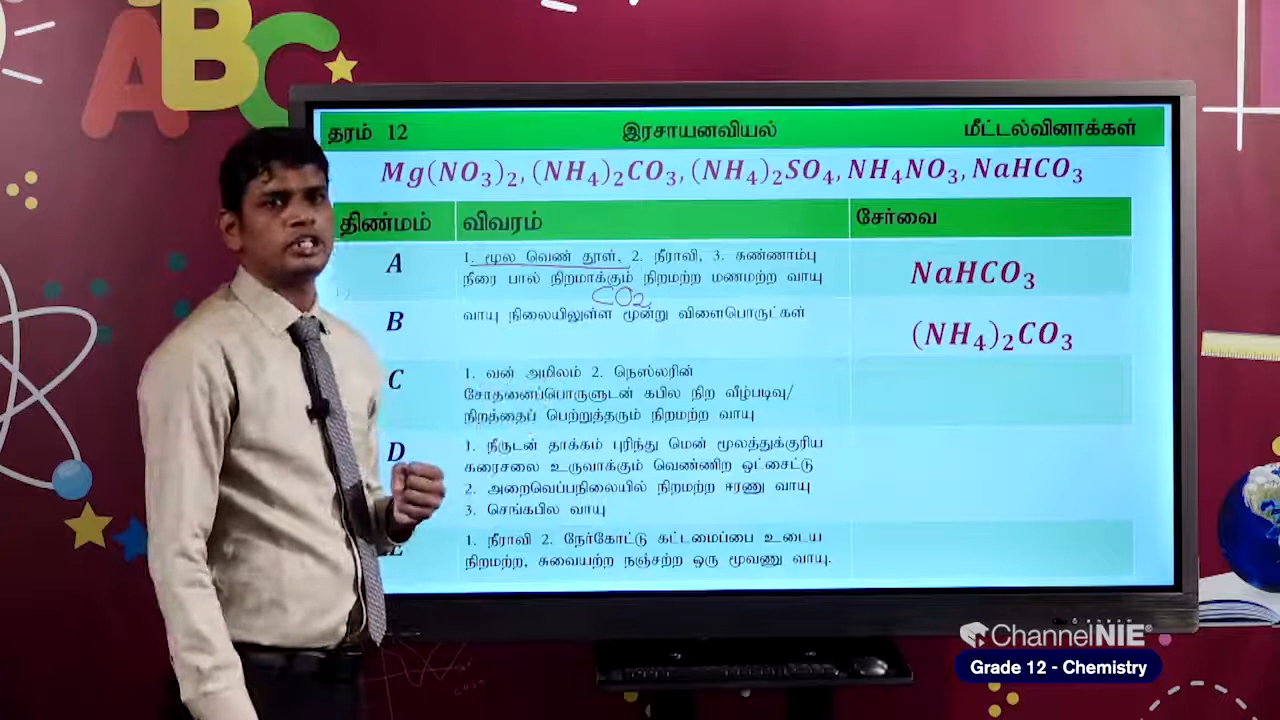 ABC
தரம் 12 இரசாயனவியல் மீட்டல்வினாக்கள்
Mg(NO₃)₂, (NH₄)₂CO₃, (NH₄)₂SO₄, NH₄NO₃, NaHCO₃
திண்மம் விவரம் சேர்வை
A 1. மூல வெண் தூள், 2. நீராவி, 3. சுண்ணாம்பு
நீரை பால் நிறமாக்கும் நிறமற்ற மணமற்ற வாயு
NaHCO₃
CO₂
B வாயு நிலையிலுள்ள மூன்று விளைபொருட்கள்
(NH₄)₂CO₃
C 1. வன் அமிலம் 2. நெஸ்லரின்
சோதனைப்பொருளுடன் கபில நிற வீழ்படிவு/
நிறத்தைப் பெற்றுத்தரும் நிறமற்ற வாயு
D 1. நீருடன் தாக்கம் புரிந்து மென் மூலத்துக்குரிய
கரைசலை உருவாக்கும் வெண்ணிற ஒட்சைட்டு
2. அறைவெப்பநிலையில் நிறமற்ற ஈரணு வாயு
3. செங்கபில வாயு
1. நீராவி 2. நேர்கோட்டு கட்டமைப்பை உடைய
நிறமற்ற, சுவையற்ற நஞ்சற்ற ஒரு மூவணு வாயு.
ChannelNIE®
Grade 12 - Chemistry